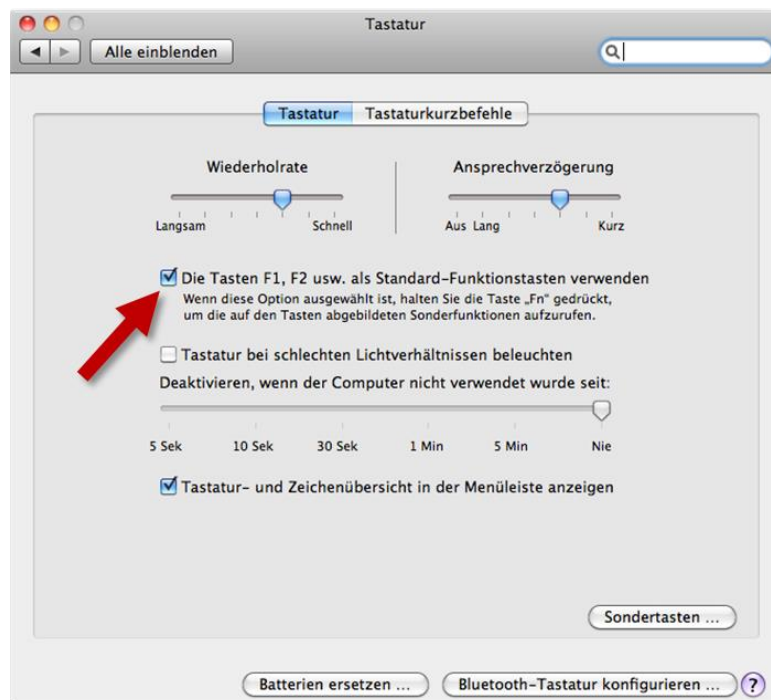 Tastatur
Alle einblenden
Tastatur Tastaturkurzbefehle
Wiederholrate Ansprechverzögerung
Langsam Schnell Aus Lang Kurz
Die Tasten F1, F2 usw. als Standard-Funktionstasten verwenden
Wenn diese Option ausgewählt ist, halten Sie die Taste „Fn“ gedrückt,
um die auf den Tasten abgebildeten Sonderfunktionen aufzurufen.
Tastatur bei schlechten Lichtverhältnissen beleuchten
Deaktivieren, wenn der Computer nicht verwendet wurde seit:
5 Sek 10 Sek 30 Sek 1 Min 5 Min Nie
Tastatur- und Zeichenübersicht in der Menüleiste anzeigen
Sondertasten ...
Batterien ersetzen ... Bluetooth-Tastatur konfigurieren ... ?